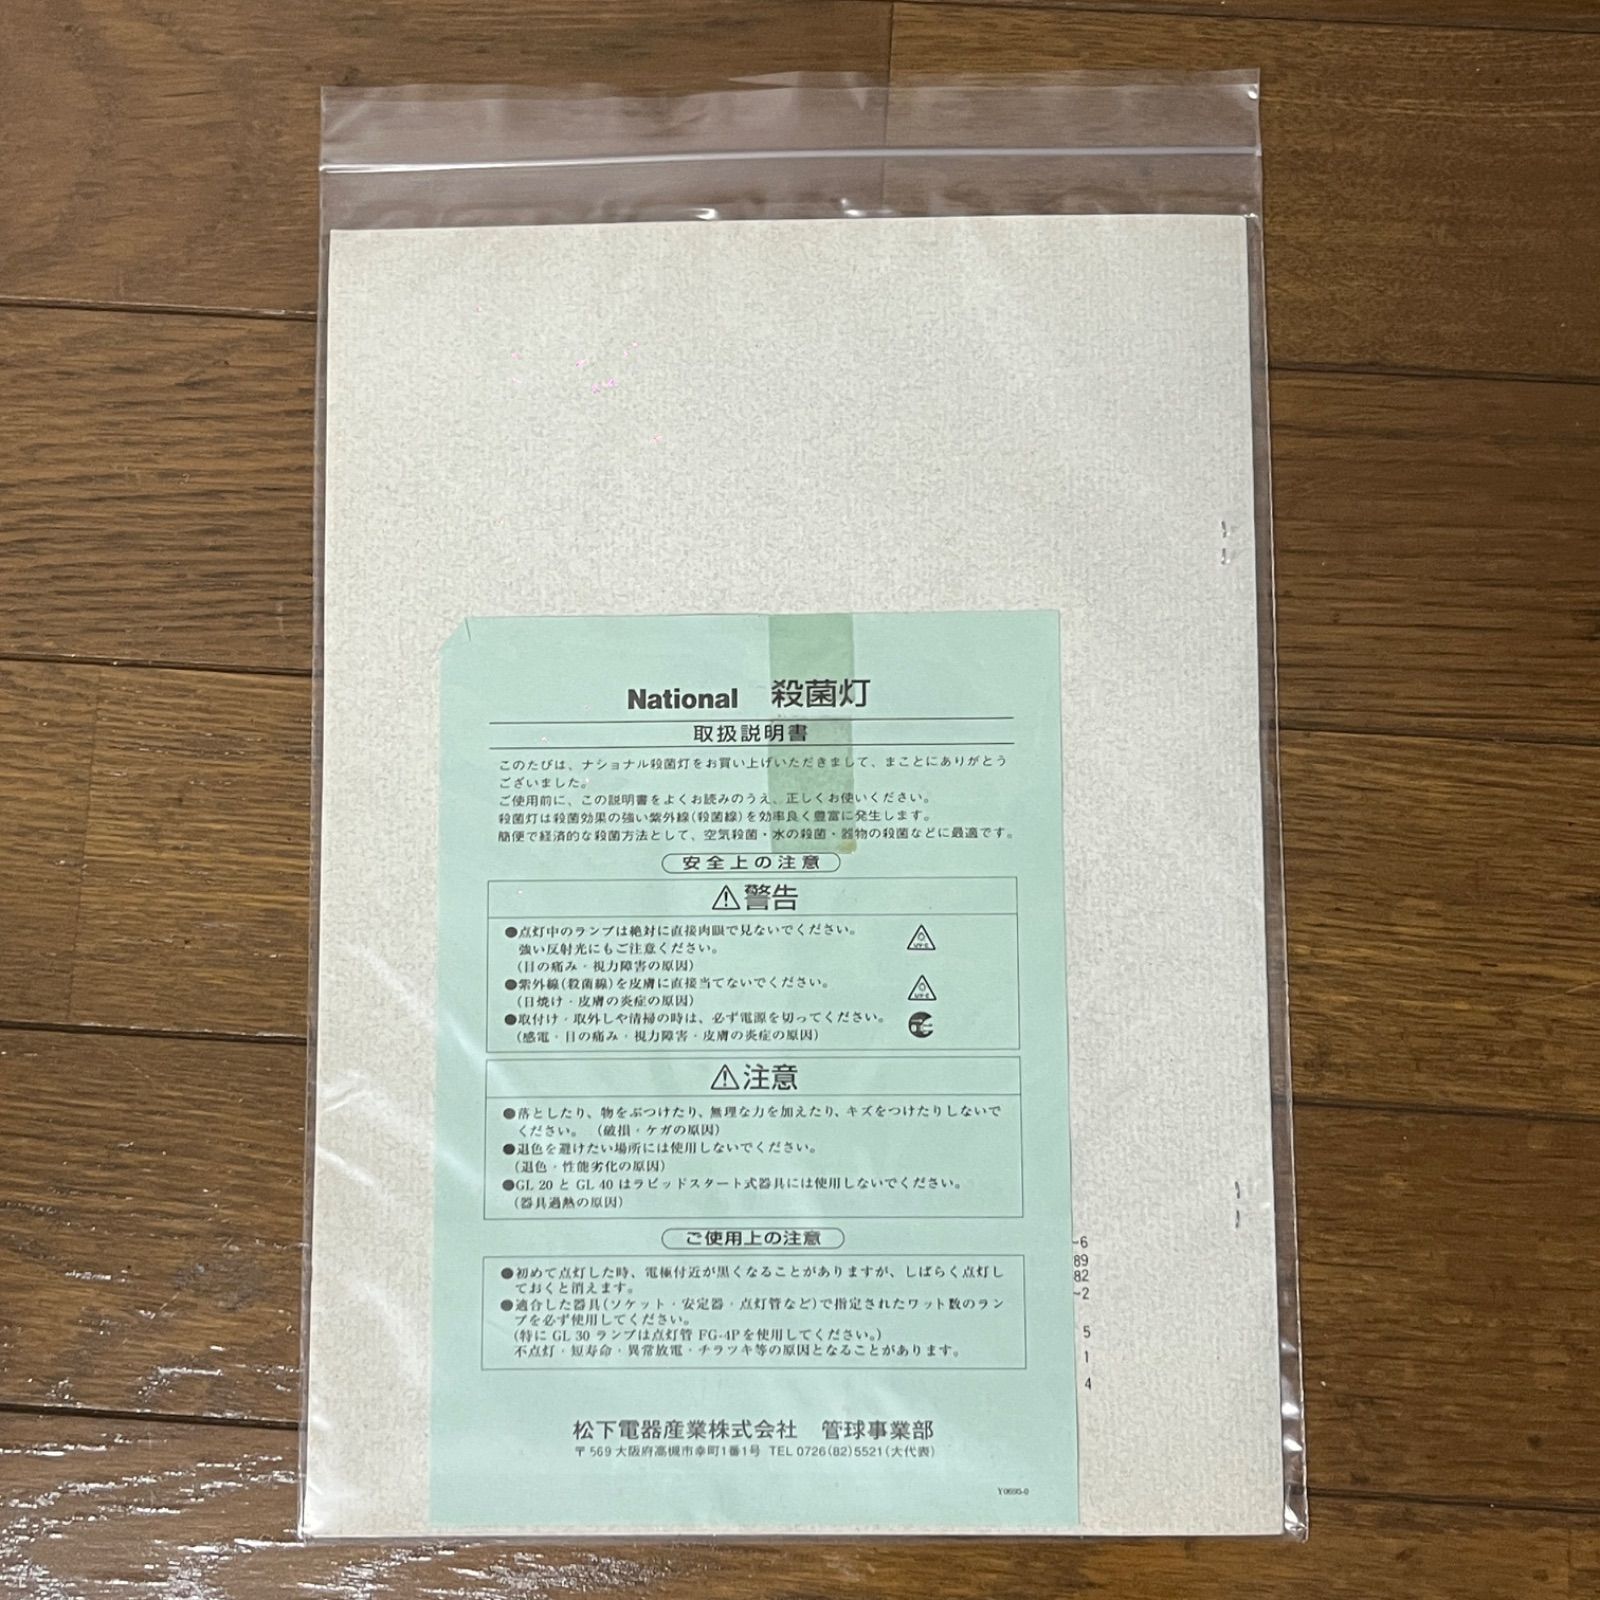 National 殺菌灯
取扱説明書
このたびは、ナショナル殺菌灯をお買い上げいただきまして、まことにありがとう
ございました。
ご使用前に、この説明書をよくお読みのうえ、正しくお使いください。
殺菌灯は殺菌効果の強い紫外線(殺菌線)を効率良く豊富に発生します。
簡便で経済的な殺菌方法として、空気殺菌・水の殺菌・器物の殺菌などに最適です。
安全上の注意
⚠警告
●点灯中のランプは絶対に直接肉眼で見ないでください。
強い反射光にもご注意ください。
(目の痛み・視力障害の原因)
●紫外線(殺菌線)を皮膚に直接当てないでください。
(日焼け・皮膚の炎症の原因)
●取付け・取外しや清掃の時は、必ず電源を切ってください。
(感電・目の痛み・視力障害・皮膚の炎症の原因)
UV-C
UV-C
⚠注意
●落としたり、物をぶつけたり、無理な力を加えたり、キズをつけたりしないで
ください。(破損・ケガの原因)
●退色を避けたい場所には使用しないでください。
(退色・性能劣化の原因)
●GL 20 と GL 40 はラピッドスタート式器具には使用しないでください。
(器具過熱の原因)
ご使用上の注意
●初めて点灯した時、電極付近が黒くなることがありますが、しばらく点灯し
ておくと消えます。
●適合した器具(ソケット・安定器・点灯管など)で指定されたワット数のラン
プを必ず使用してください。
(特に GL 30 ランプは点灯管 FG-4Pを使用してください。)
不点灯・短寿命・異常放電・チラツキ等の原因となることがあります。
松下電器産業株式会社 管球事業部
〒569 大阪府高槻市幸町1番1号 TEL 0726(82)5521(大代表)
~6
89
82
~2
5
1
4